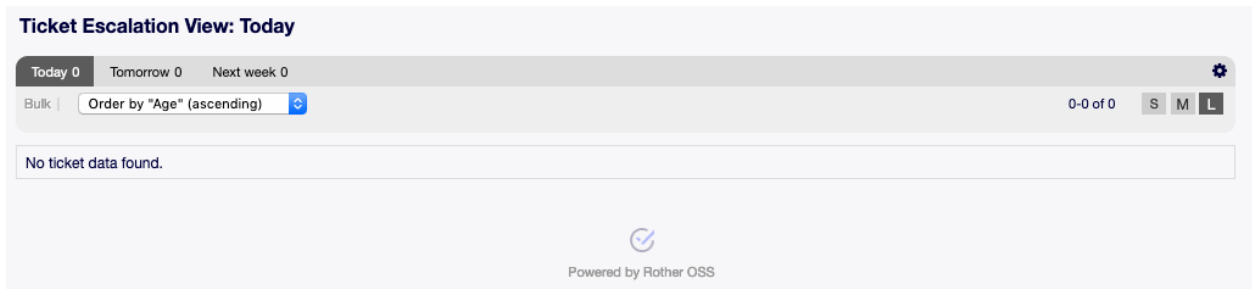 Ticket Escalation View: Today
Today 0 Tomorrow 0 Next week 0
Bulk | Order by "Age" (ascending) 0-0 of 0 S M L
No ticket data found.
Powered by Rother OSS